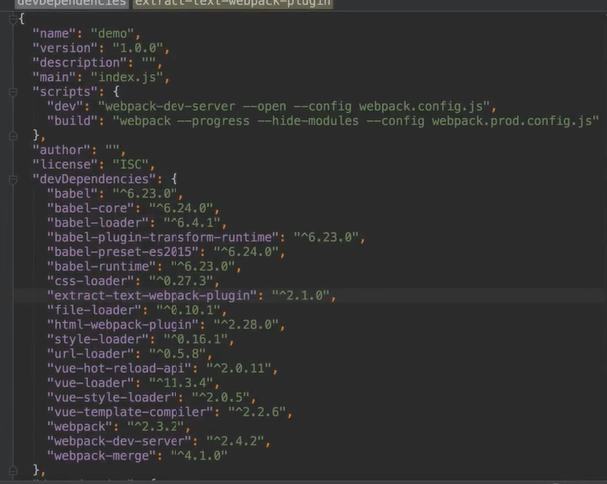 devDependencies extract-text-webpack-plugin
{
"name": "demo",
"version": "1.0.0",
"description": "",
"main": "index.js",
"scripts": {
"dev": "webpack-dev-server --open --config webpack.config.js",
"build": "webpack --progress --hide-modules --config webpack.prod.config.js"
},
"author": "",
"license": "ISC",
"devDependencies": {
"babel": "^6.23.0",
"babel-core": "^6.24.0",
"babel-loader": "^6.4.1",
"babel-plugin-transform-runtime": "^6.23.0",
"babel-preset-es2015": "^6.24.0",
"babel-runtime": "^6.23.0",
"css-loader": "^0.27.3",
"extract-text-webpack-plugin": "^2.1.0",
"file-loader": "^0.10.1",
"html-webpack-plugin": "^2.28.0",
"style-loader": "^0.16.1",
"url-loader": "^0.5.8",
"vue-hot-reload-api": "^2.0.11",
"vue-loader": "^11.3.4",
"vue-style-loader": "^2.0.5",
"vue-template-compiler": "^2.2.6",
"webpack": "^2.3.2",
"webpack-dev-server": "^2.4.2",
"webpack-merge": "^4.1.0"
},